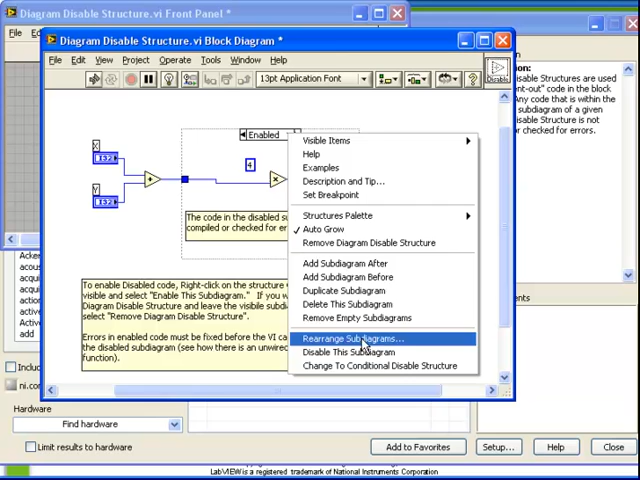 Diagram Disable Structure.vi Front Panel *
Diagram Disable Structure.vi Block Diagram *
File Edit View Project Operate Tools Window Help
13pt Application Font
Disable
Enabled
X
I32
Y
I32
4
+
×
The code in the disabled
compiled or checked for
To enable Disabled code, Right-click on the structure
visible and select "Enable This Subdiagram." If you
Diagram Disable Structure and leave the visible
select "Remove Diagram Disable Structure."
Errors in enabled code must be fixed before the VI
the disabled subdiagram (see how there is an
function).
Visible Items
Help
Examples
Description and Tip...
Set Breakpoint
Structures Palette
Auto Grow
Remove Diagram Disable Structure
Add Subdiagram After
Add Subdiagram Before
Duplicate Subdiagram
Delete This Subdiagram
Remove Empty Subdiagrams
Rearrange Subdiagrams...
Disable This Subdiagram
Change To Conditional Disable Structure
Structures are used
code in the block
Any code that is within the
subdiagram of a given
Structure is not
or checked for errors.
add
ni.com
Hardware
Find hardware
Limit results to hardware
Add to Favorites
Setup...
Help
Close
LabVIEW is a registered trademark of National Instruments Corporation